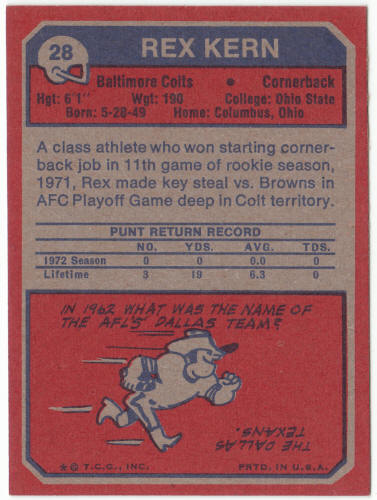 28
REX KERN
Baltimore Colts • Cornerback
Hgt: 6'1" Wgt: 190 College: Ohio State
Born: 5-28-49 Home: Columbus, Ohio
A class athlete who won starting corner-
back job in 11th game of rookie season,
1971, Rex made key steal vs. Browns in
AFC Playoff Game deep in Colt territory.
PUNT RETURN RECORD
NO. YDS. AVG. TDS.
1972 Season 0 0 0.0 0
Lifetime 3 19 6.3 0
IN 1962 WHAT WAS THE NAME OF
THE AFL'S DALLAS TEAM?
THE DALLAS
TEXANS.
* © T.C.G., INC. PRTD. IN U.S.A.